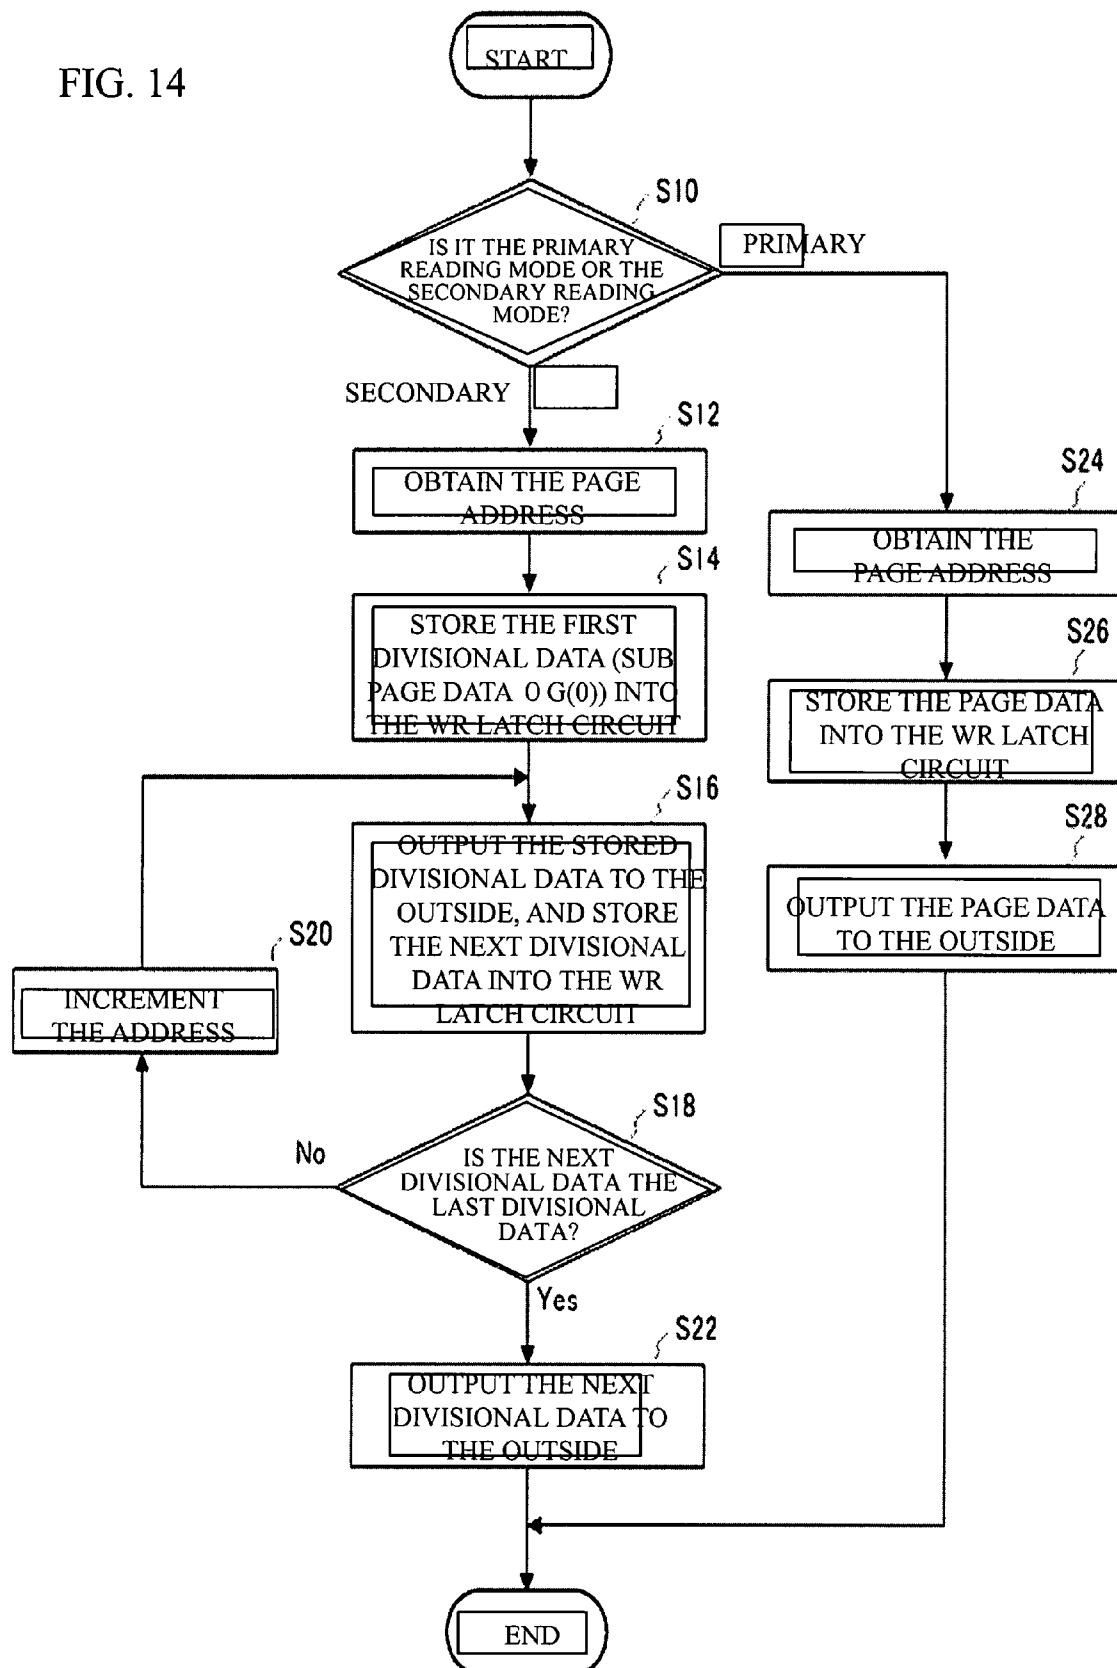 FIG. 14
START
S10
IS IT THE PRIMARY
READING MODE OR THE
SECONDARY READING
MODE?
PRIMARY
SECONDARY
S12
OBTAIN THE PAGE
ADDRESS
S14
STORE THE FIRST
DIVISIONAL DATA (SUB
PAGE DATA 0 G(0)) INTO
THE WR LATCH CIRCUIT
S16
OUTPUT THE STORED
DIVISIONAL DATA TO THE
OUTSIDE, AND STORE
THE NEXT DIVISIONAL
DATA INTO THE WR
LATCH CIRCUIT
S20
INCREMENT
THE ADDRESS
S18
No
IS THE NEXT
DIVISIONAL DATA THE
LAST DIVISIONAL
DATA?
Yes
S22
OUTPUT THE NEXT
DIVISIONAL DATA TO
THE OUTSIDE
S24
OBTAIN THE
PAGE ADDRESS
S26
STORE THE PAGE DATA
INTO THE WR LATCH
CIRCUIT
S28
OUTPUT THE PAGE DATA
TO THE OUTSIDE
END